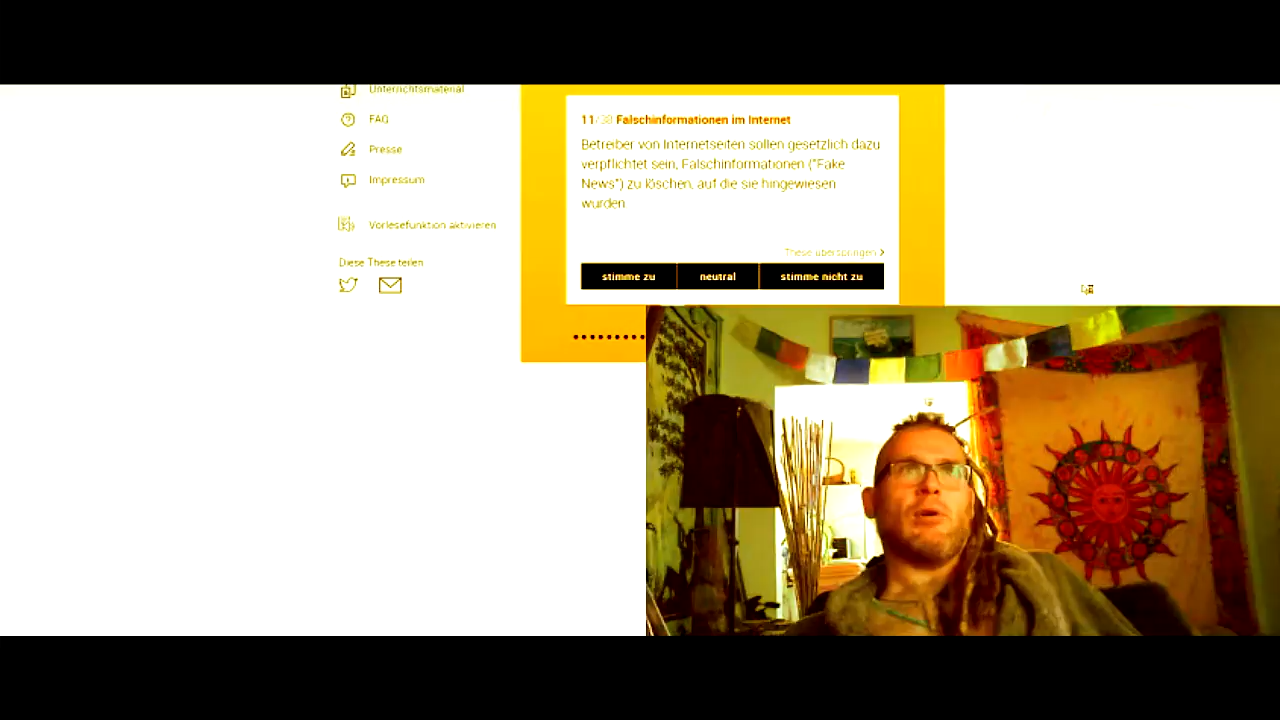 Unterrichtsmaterial
FAQ
Presse
Impressum
Vorlesefunktion aktivieren
Diese These teilen
11/38 Falschinformationen im Internet
Betreiber von Internetseiten sollen gesetzlich dazu
verpflichtet sein, Falschinformationen ("Fake
News") zu löschen, auf die sie hingewiesen
wurden.
These überspringen
stimme zu
neutral
stimme nicht zu